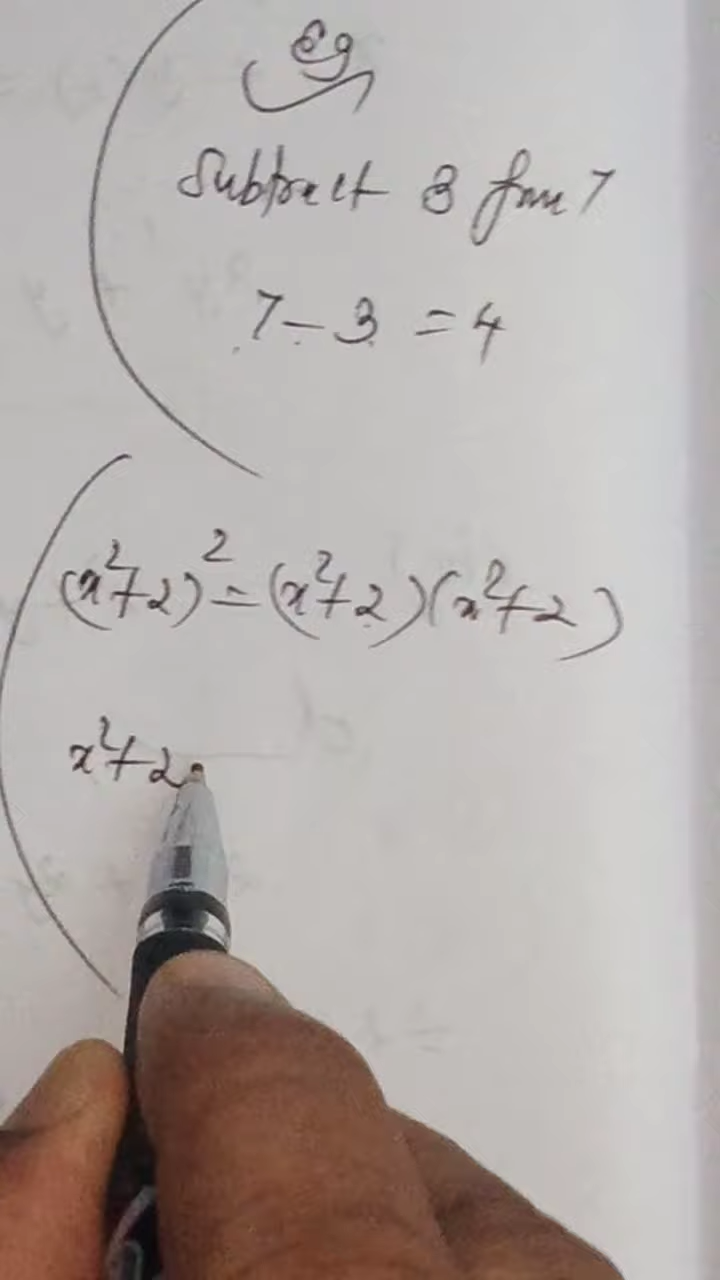 Eg
Subtract 3 from 7
7 - 3 = 4
(x²+2)² = (x²+2)(x²+2)
x²+2